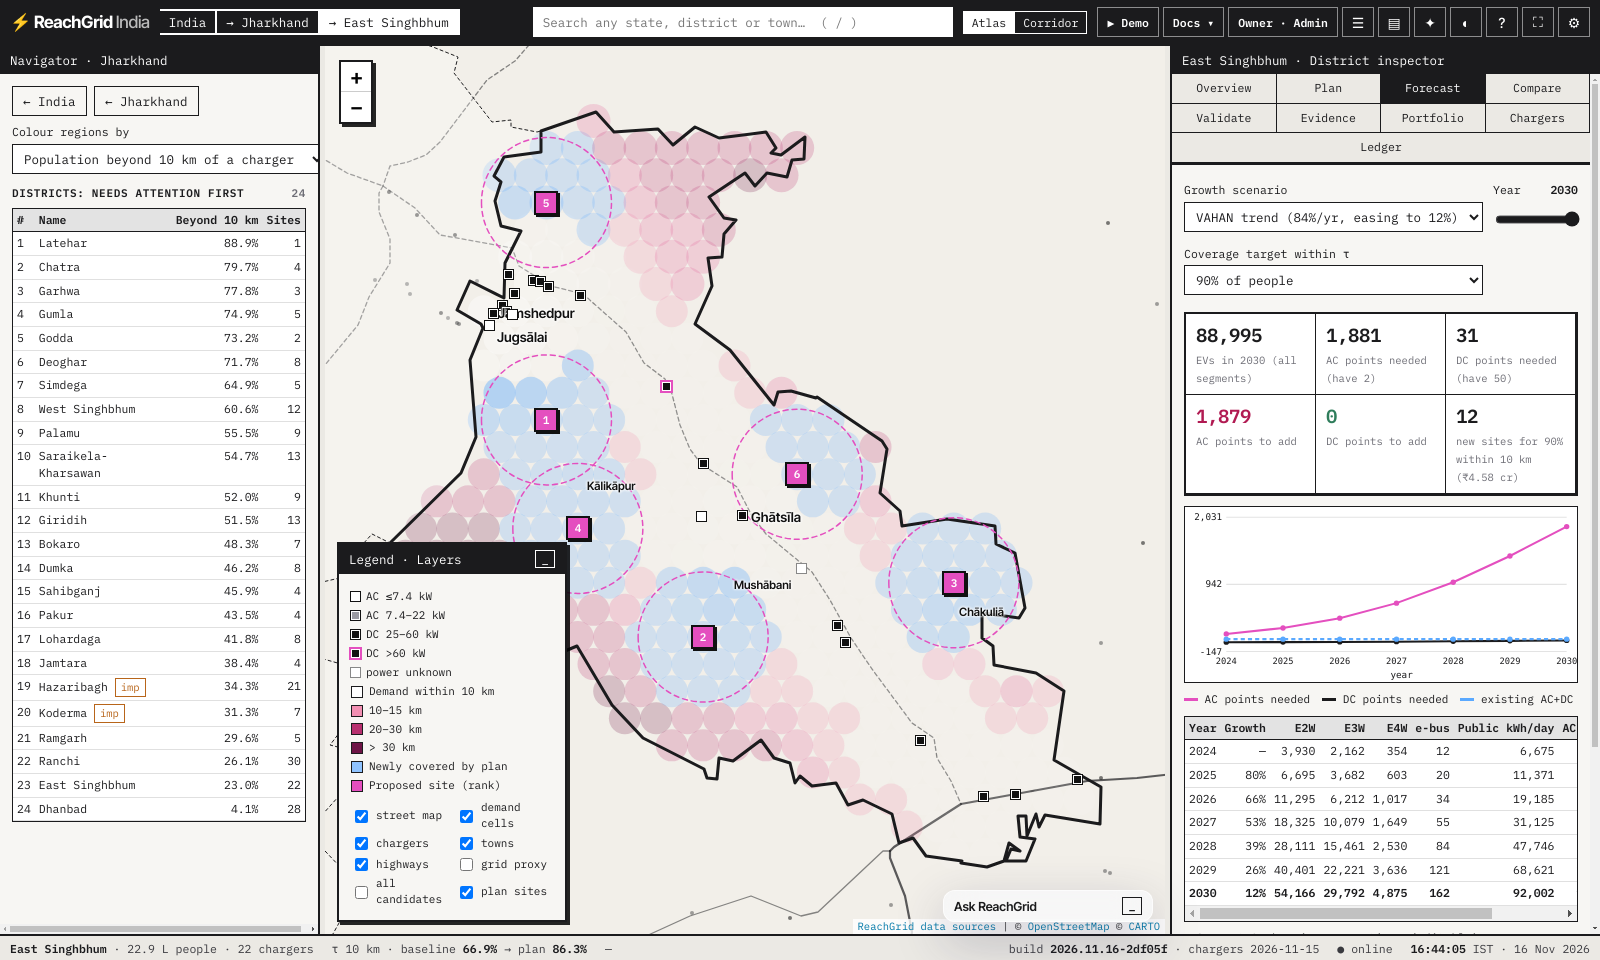 ⚡ ReachGrid India
India → Jharkhand → East Singhbhum
Search any state, district or town… ( / )
Atlas Corridor
▶ Demo
Docs ▾
Owner · Admin
?
Navigator · Jharkhand
← India
← Jharkhand
Colour regions by
Population beyond 10 km of a charger
DISTRICTS: NEEDS ATTENTION FIRST 24
# Name Beyond 10 km Sites
1 Latehar 88.9% 1
2 Chatra 79.7% 4
3 Garhwa 77.8% 3
4 Gumla 74.9% 5
5 Godda 73.2% 2
6 Deoghar 71.7% 8
7 Simdega 64.9% 5
8 West Singhbhum 60.6% 12
9 Palamu 55.5% 9
10 Saraikela-Kharsawan 54.7% 13
11 Khunti 52.0% 9
12 Giridih 51.5% 13
13 Bokaro 48.3% 7
14 Dumka 46.2% 8
15 Sahibganj 45.9% 4
16 Pakur 43.5% 4
17 Lohardaga 41.8% 8
18 Jamtara 38.4% 4
19 Hazaribagh imp 34.3% 21
20 Koderma imp 31.3% 7
21 Ramgarh 29.6% 5
22 Ranchi 26.1% 30
23 East Singhbhum 23.0% 22
24 Dhanbad 4.1% 28
+
−
5
Jamshedpur
Jugsālai
1
6
Kālikāpur
4
Ghātsīla
Mushābani
3
Chākuliā
2
Legend · Layers _
AC ≤7.4 kW
AC 7.4–22 kW
DC 25–60 kW
DC >60 kW
power unknown
Demand within 10 km
10–15 km
20–30 km
> 30 km
Newly covered by plan
Proposed site (rank)
street map
demand cells
chargers
towns
highways
grid proxy
all candidates
plan sites
Ask ReachGrid _
ReachGrid data sources | © OpenStreetMap © CARTO
East Singhbhum · District inspector
Overview Plan Forecast Compare
Validate Evidence Portfolio Chargers
Ledger
Growth scenario
Year 2030
VAHAN trend (84%/yr, easing to 12%)
Coverage target within τ
90% of people
88,995
EVs in 2030 (all segments)
1,881
AC points needed (have 2)
31
DC points needed (have 50)
1,879
AC points to add
0
DC points to add
12
new sites for 90% within 10 km (₹4.58 cr)
2,031
942
-147
2024 2025 2026 2027 2028 2029 2030
year
AC points needed DC points needed existing AC+DC
Year Growth E2W E3W E4W e-bus Public kWh/day AC
2024 — 3,930 2,162 354 12 6,675
2025 80% 6,695 3,682 603 20 11,371
2026 66% 11,295 6,212 1,017 34 19,185
2027 53% 18,325 10,079 1,649 55 31,125
2028 39% 28,111 15,461 2,530 84 47,746
2029 26% 40,401 22,221 3,636 121 68,621
2030 12% 54,166 29,792 4,875 162 92,002
East Singhbhum · 22.9 L people · 22 chargers τ 10 km · baseline 66.9% → plan 86.3% —
build 2026.11.16-2df05f · chargers 2026-11-15 ● online 16:44:05 IST · 16 Nov 2026